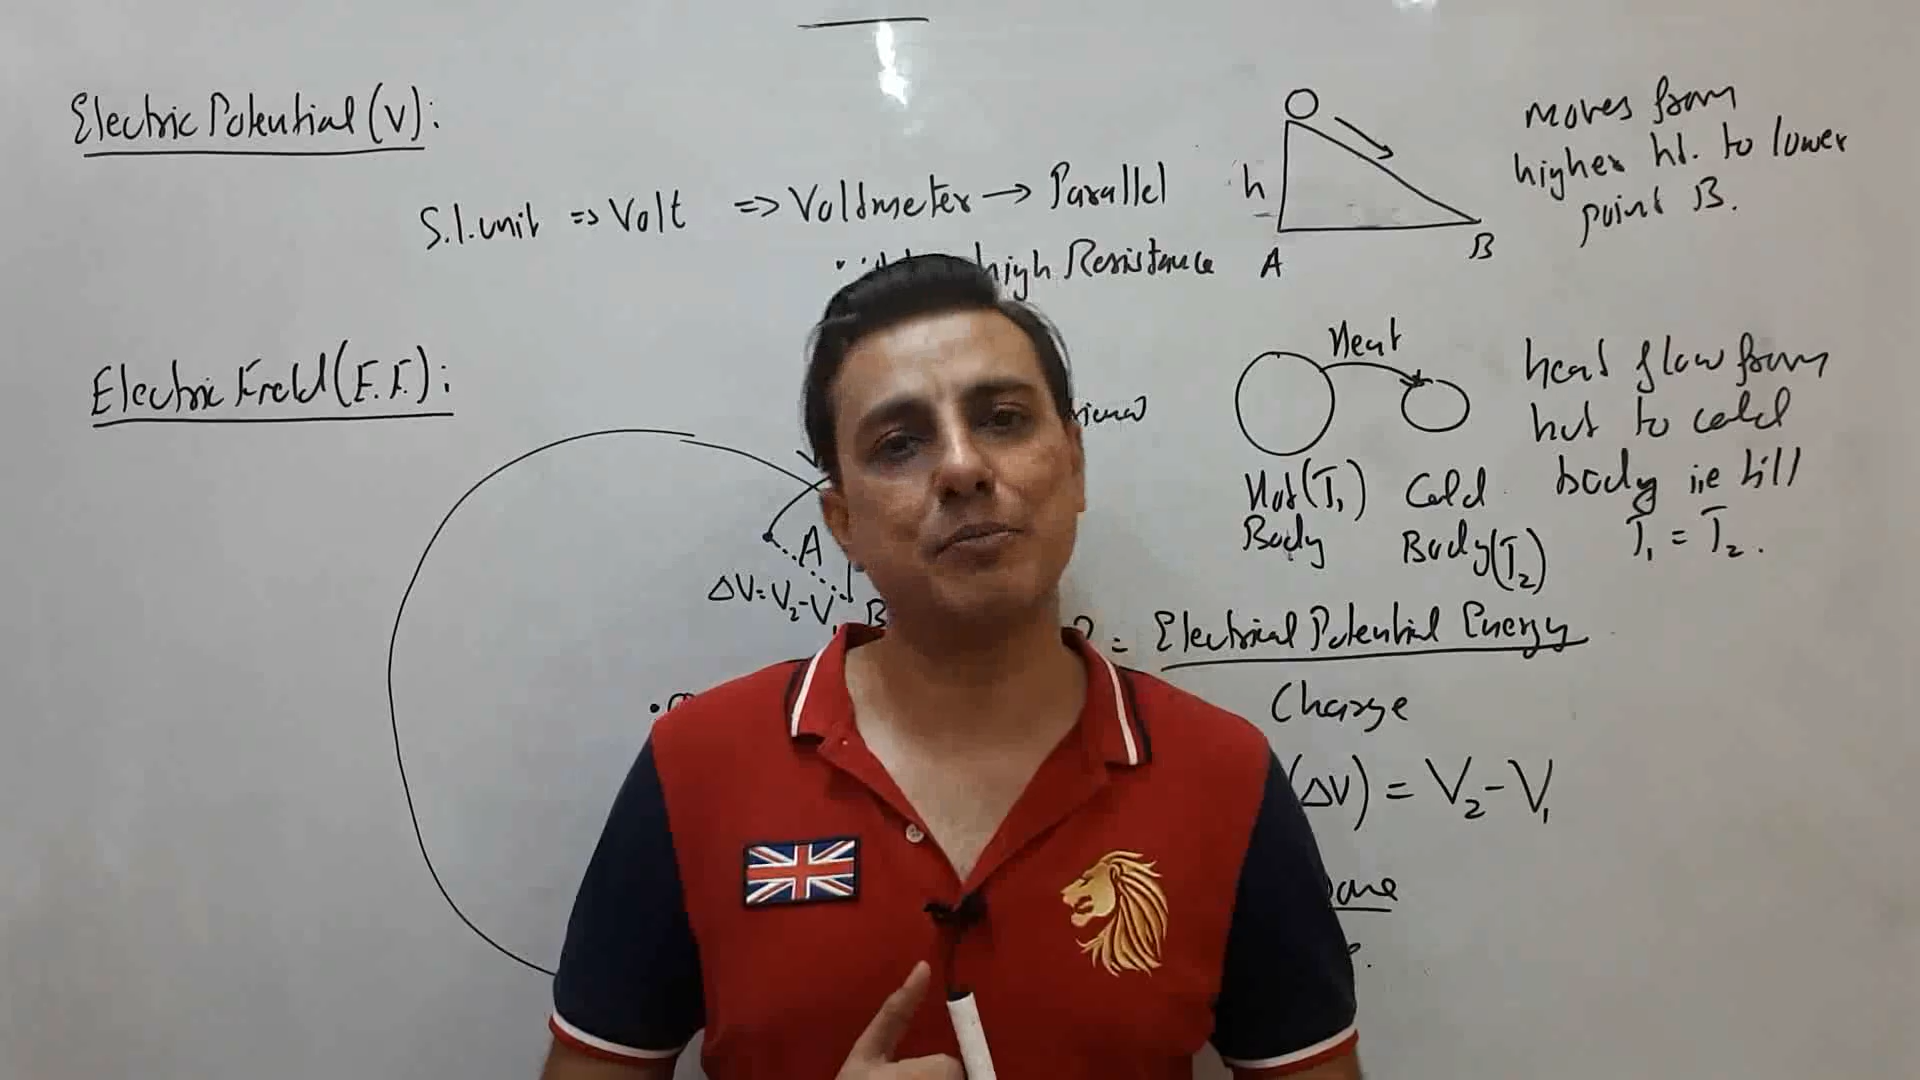 Electric Potential (V):
S.I. unit => Volt => Voltmeter → Parallel
high Resistance
h
A
B
moves from
higher ht. to lower
point B.
Electric Field (E.F.):
Heat
Hot (T₁)
Body
Cold
Body (T₂)
heat flow from
hot to cold
body i.e till
T₁ = T₂.
A
ΔV = V₂-V₁
B
= Electrical Potential Energy
Charge
(ΔV) = V₂-V₁